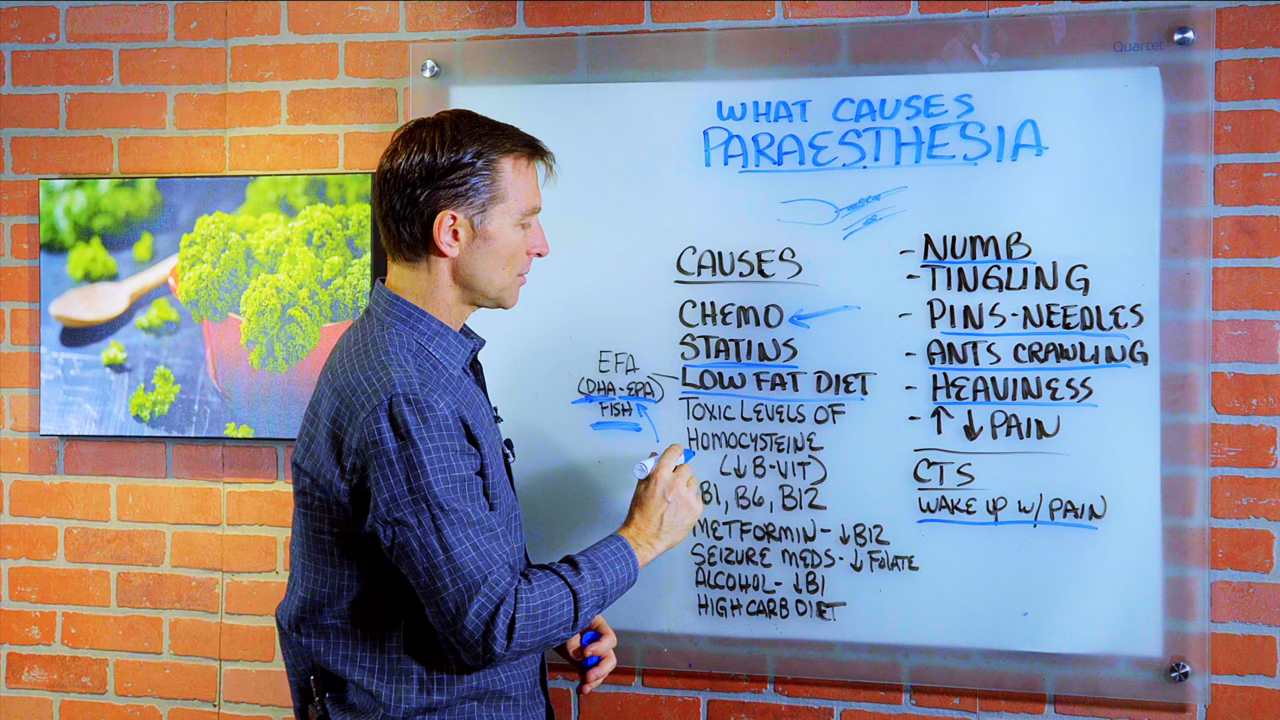 Quartet
WHAT CAUSES
PARAESTHESIA
CAUSES
CHEMO
STATINS
LOW FAT DIET
EFA
(DHA-EPA)
FISH
TOXIC LEVELS OF
HOMOCYSTEINE
(↓B-VIT)
B1, B6, B12
METFORMIN-↓B12
SEIZURE MEDS-↓FOLATE
ALCOHOL-↓B1
HIGH CARB DIET
-NUMB
-TINGLING
-PINS-NEEDLES
-ANTS CRAWLING
-HEAVINESS
-↑↓PAIN
CTS
WAKE UP W/PAIN